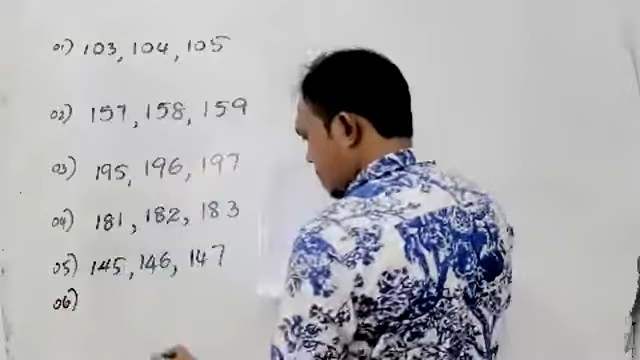 01) 103, 104, 105
02) 157, 158, 159
03) 195, 196, 197
04) 181, 182, 183
05) 145, 146, 147
06)